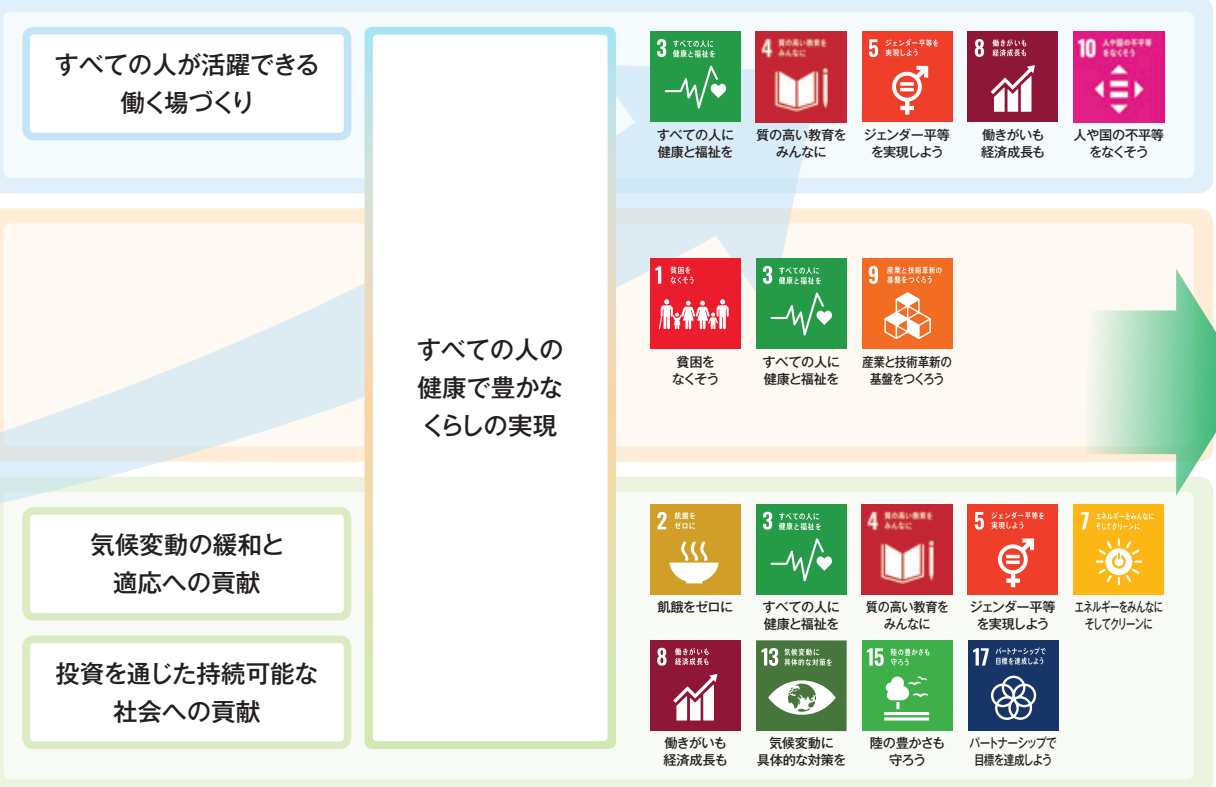 すべての人が活躍できる
働く場づくり
すべての人の
健康で豊かな
くらしの実現
3 すべての人に
健康と福祉を
4 質の高い教育を
みんなに
5 ジェンダー平等を
実現しよう
8 働きがいも
経済成長も
10 人や国の不平等
をなくそう
すべての人に
健康と福祉を
質の高い教育を
みんなに
ジェンダー平等
を実現しよう
働きがいも
経済成長も
人や国の不平等
をなくそう
1 貧困を
なくそう
3 すべての人に
健康と福祉を
9 産業と技術革新の
基盤をつくろう
貧困を
なくそう
すべての人に
健康と福祉を
産業と技術革新の
基盤をつくろう
気候変動の緩和と
適応への貢献
投資を通じた持続可能な
社会への貢献
2 飢餓を
ゼロに
3 すべての人に
健康と福祉を
4 質の高い教育を
みんなに
5 ジェンダー平等を
実現しよう
7 エネルギーをみんなに
そしてクリーンに
飢餓をゼロに
すべての人に
健康と福祉を
質の高い教育を
みんなに
ジェンダー平等
を実現しよう
エネルギーをみんなに
そしてクリーンに
8 働きがいも
経済成長も
13 気候変動に
具体的な対策を
15 陸の豊かさも
守ろう
17 パートナーシップで
目標を達成しよう
働きがいも
経済成長も
気候変動に
具体的な対策を
陸の豊かさも
守ろう
パートナーシップで
目標を達成しよう